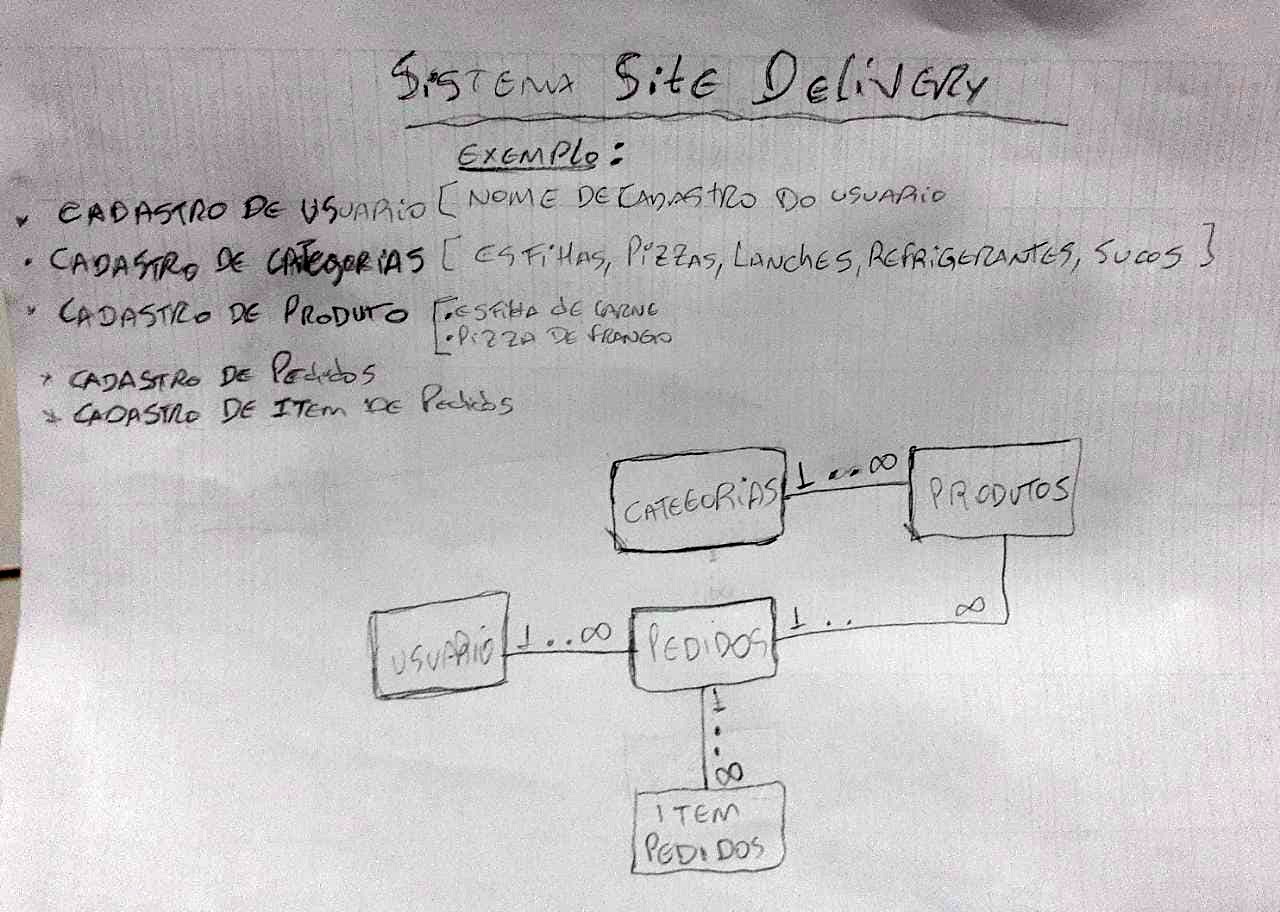 SISTEMA SitE DEliVERY
EXEMPlo:
CADASTRO DE USUARiO [ NOME DE CADASTRO DO USUARIO
• CADASTRO DE CATEgoRiAS [ ESFiHAS, PiZZAS, LANCHES, REFRiGERANTES, SUCOS ]
* CADASTRO DE PRODUTO [ • ESFIHA DE CARNE
• PiZZA DE FRANGO
* CADASTRO DE Pedidos
* CADASTRO DE ITEM DE Pedidos
CATEGORiAS 1 .. ∞ PRODUTOS
USUARIO 1 .. ∞ PEDiDOS 1 .. ∞
1
∞
ITEM
PEDIDOS